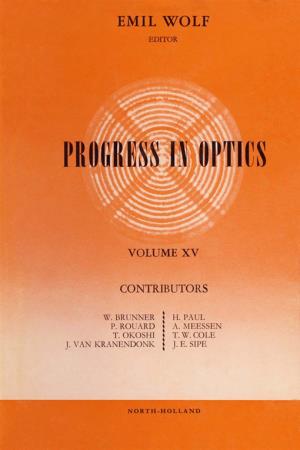 EMIL WOLF
EDITOR
PROGRESS IN OPTICS
VOLUME XV
CONTRIBUTORS
W. BRUNNER
P. ROUARD
T. OKOSHI
J. VAN KRANENDONK
H. PAUL
A. MEESSEN
T. W. COLE
J. E. SIPE
NORTH-HOLLAND